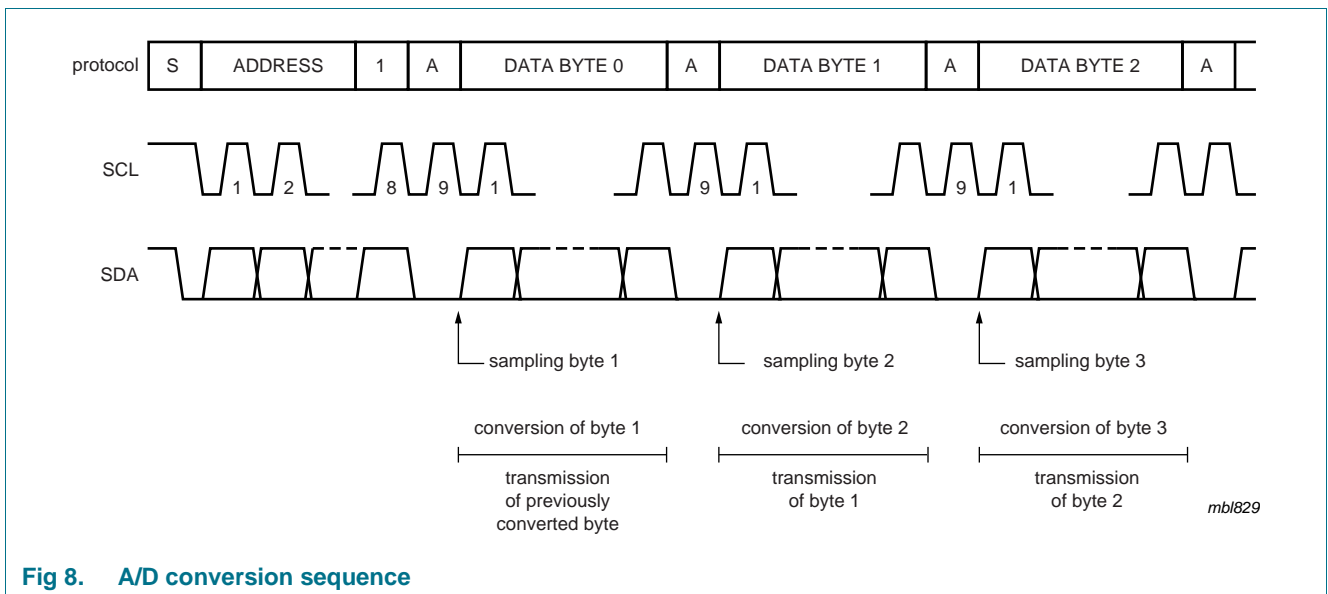 protocol S ADDRESS 1 A DATA BYTE 0 A DATA BYTE 1 A DATA BYTE 2 A
SCL 1 2 8 9 1 9 1 9 1
SDA
sampling byte 1 sampling byte 2 sampling byte 3
conversion of byte 1 conversion of byte 2 conversion of byte 3
transmission transmission transmission
of previously of byte 1 of byte 2
converted byte
mbl829
Fig 8. A/D conversion sequence